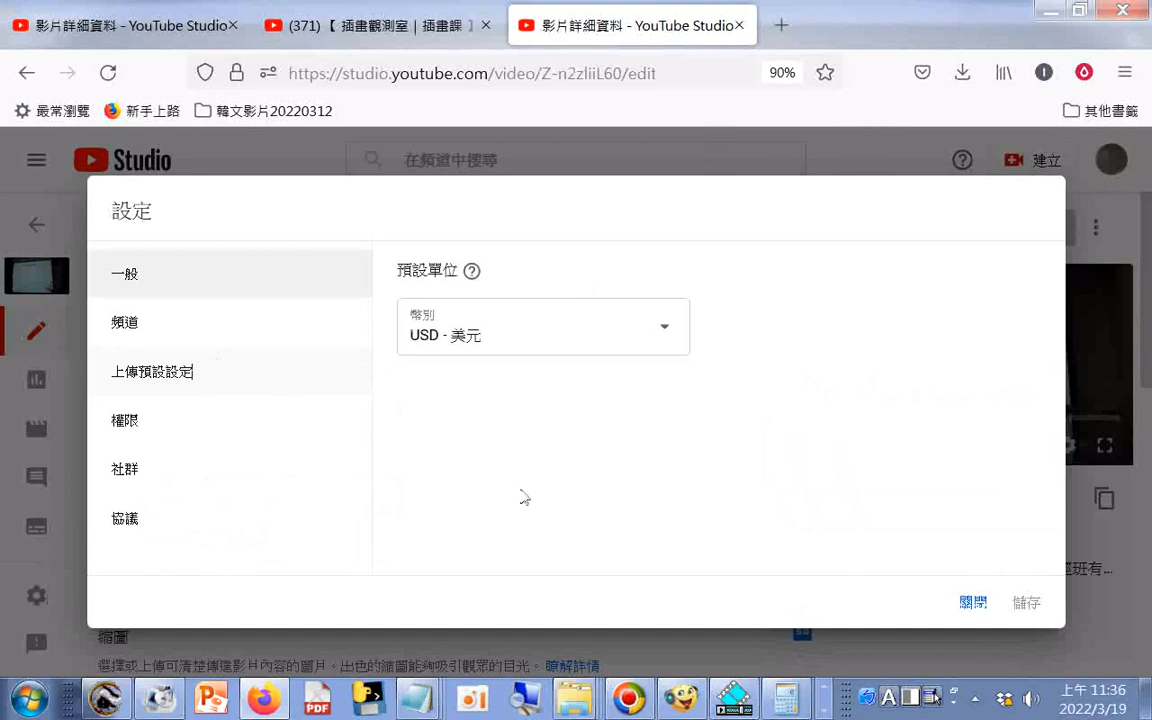 影片詳細資料 - YouTube Studio
(371)【 插畫觀測室 | 插畫課 】
影片詳細資料 - YouTube Studio
https://studio.youtube.com/video/Z-n2zliiL60/edit
90%
最常瀏覽
新手上路
韓文影片20220312
其他書籤
Studio
在頻道中搜尋
建立
設定
一般
頻道
上傳預設設定
權限
社群
協議
預設單位
幣別
USD - 美元
關閉
儲存
縮圖
選擇或上傳可清楚傳達影片內容的圖片。出色的縮圖能夠吸引觀眾的目光。瞭解詳情
上午 11:36
2022/3/19